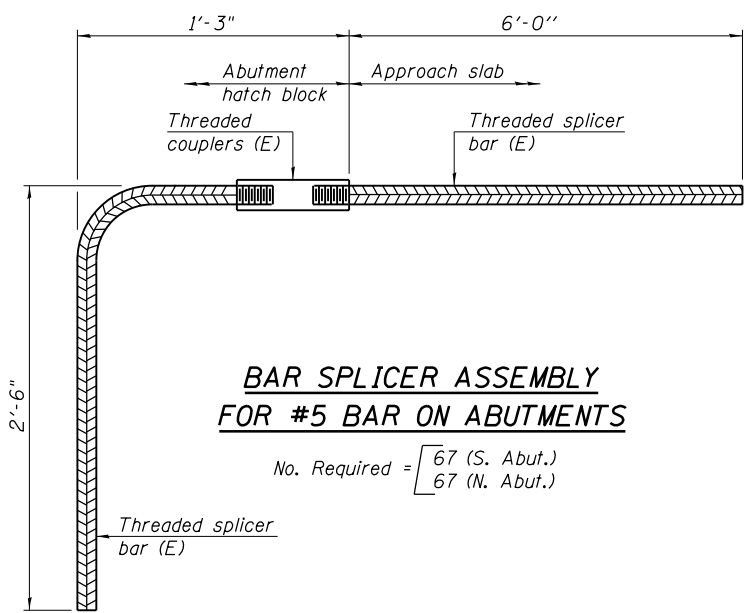 1'-3"
6'-0"
Abutment
hatch block
Approach slab
Threaded
couplers (E)
Threaded splicer
bar (E)
2'-6"
BAR SPLICER ASSEMBLY
FOR #5 BAR ON ABUTMENTS
No. Required = 67 (S. Abut.)
67 (N. Abut.)
Threaded splicer
bar (E)